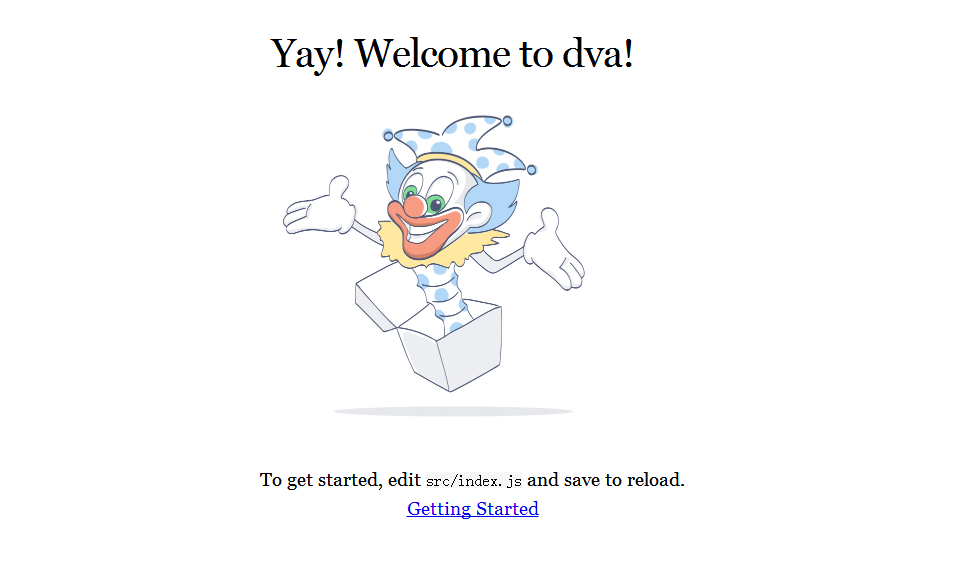 Yay! Welcome to dva!
To get started, edit src/index.js and save to reload.
Getting Started